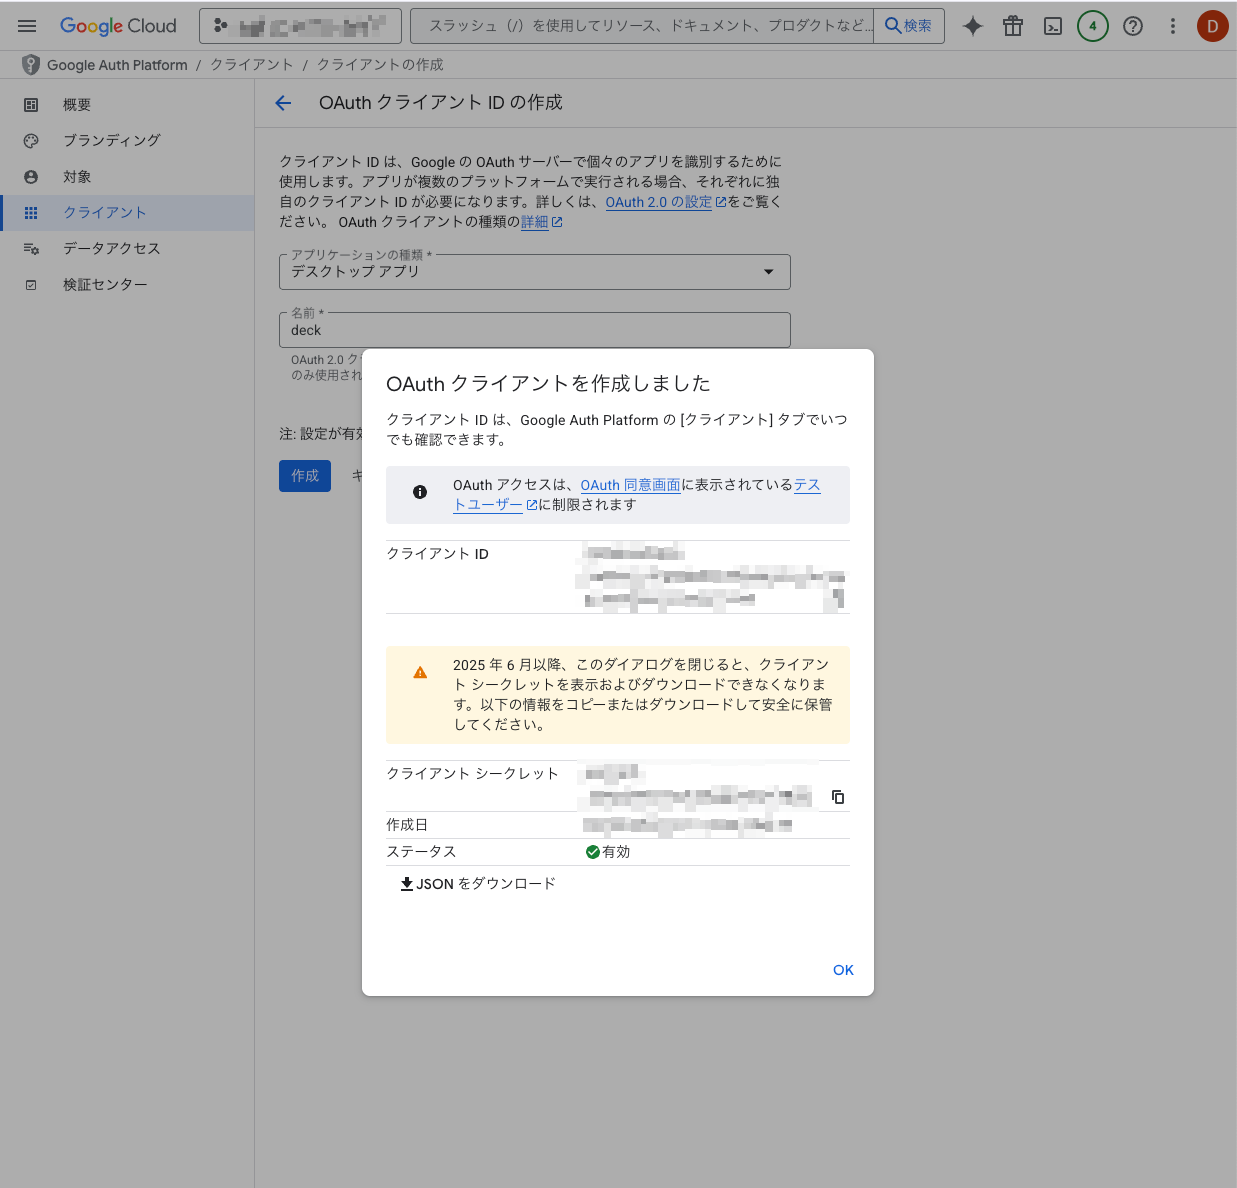 Google Cloud
スラッシュ（/）を使用してリソース、ドキュメント、プロダクトなど...
検索
4
D
Google Auth Platform / クライアント / クライアントの作成
概要
ブランディング
対象
クライアント
データアクセス
検証センター
OAuth クライアント ID の作成
クライアント ID は、Google の OAuth サーバーで個々のアプリを識別するために
使用します。アプリが複数のプラットフォームで実行される場合、それぞれに独
自のクライアント ID が必要になります。詳しくは、OAuth 2.0 の設定をご覧く
ださい。 OAuth クライアントの種類の詳細
アプリケーションの種類 *
デスクトップ アプリ
名前 *
deck
OAuth 2.0 ク
のみ使用され
注: 設定が有効
作成
キ
OAuth クライアントを作成しました
クライアント ID は、Google Auth Platform の [クライアント] タブでいつ
でも確認できます。
OAuth アクセスは、OAuth 同意画面に表示されているテス
トユーザーに制限されます
クライアント ID
2025 年 6 月以降、このダイアログを閉じると、クライアン
ト シークレットを表示およびダウンロードできなくなりま
す。以下の情報をコピーまたはダウンロードして安全に保管
してください。
クライアント シークレット
作成日
ステータス
有効
JSON をダウンロード
OK